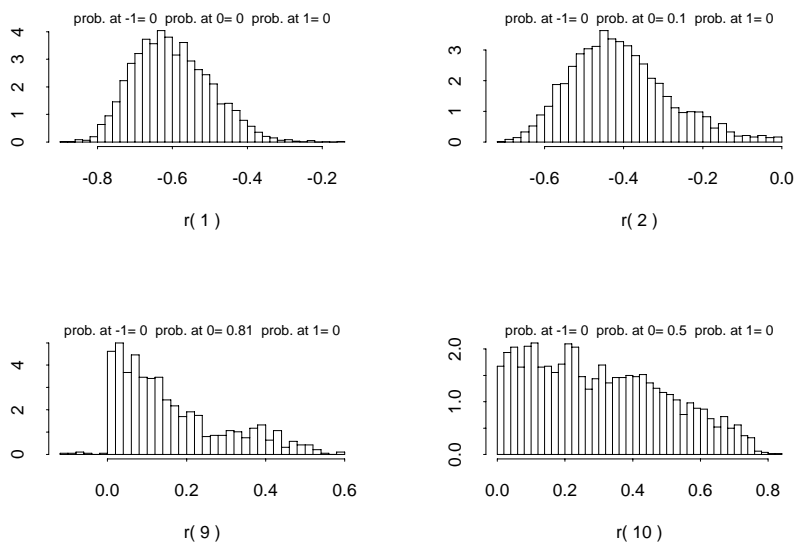 prob. at -1= 0 prob. at 0= 0 prob. at 1= 0
0 1 2 3 4
-0.8 -0.6 -0.4 -0.2
r( 1 )
prob. at -1= 0 prob. at 0= 0.1 prob. at 1= 0
0 1 2 3
-0.6 -0.4 -0.2 0.0
r( 2 )
prob. at -1= 0 prob. at 0= 0.81 prob. at 1= 0
0 2 4
0.0 0.2 0.4 0.6
r( 9 )
prob. at -1= 0 prob. at 0= 0.5 prob. at 1= 0
0.0 1.0 2.0
0.0 0.2 0.4 0.6 0.8
r( 10 )